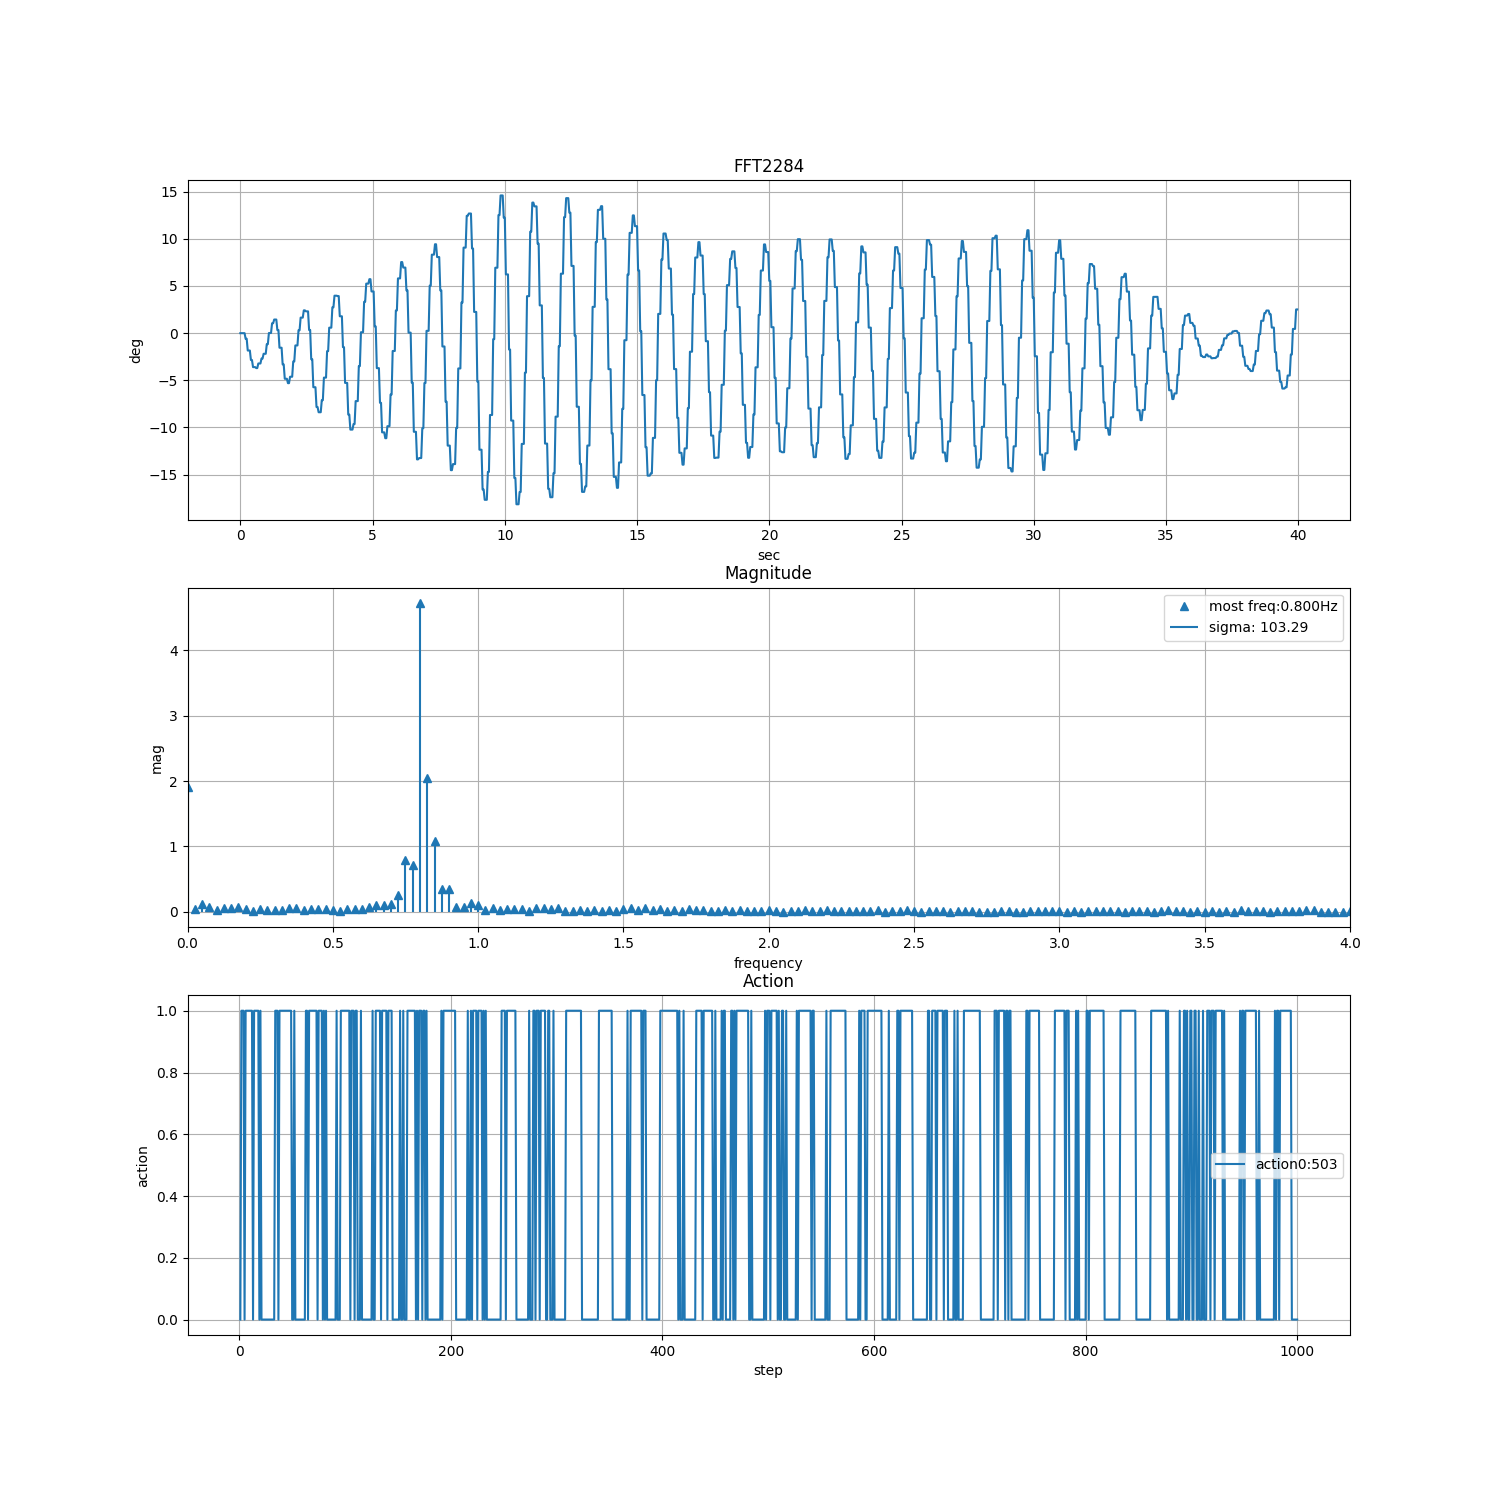 FFT2284
15
10
5
0
−5
−10
−15
deg
0 5 10 15 20 25 30 35 40
sec
Magnitude
most freq:0.800Hz
sigma: 103.29
4
3
2
1
0
mag
0.0 0.5 1.0 1.5 2.0 2.5 3.0 3.5 4.0
frequency
Action
1.0
0.8
0.6
0.4
0.2
0.0
action
action0:503
0 200 400 600 800 1000
step